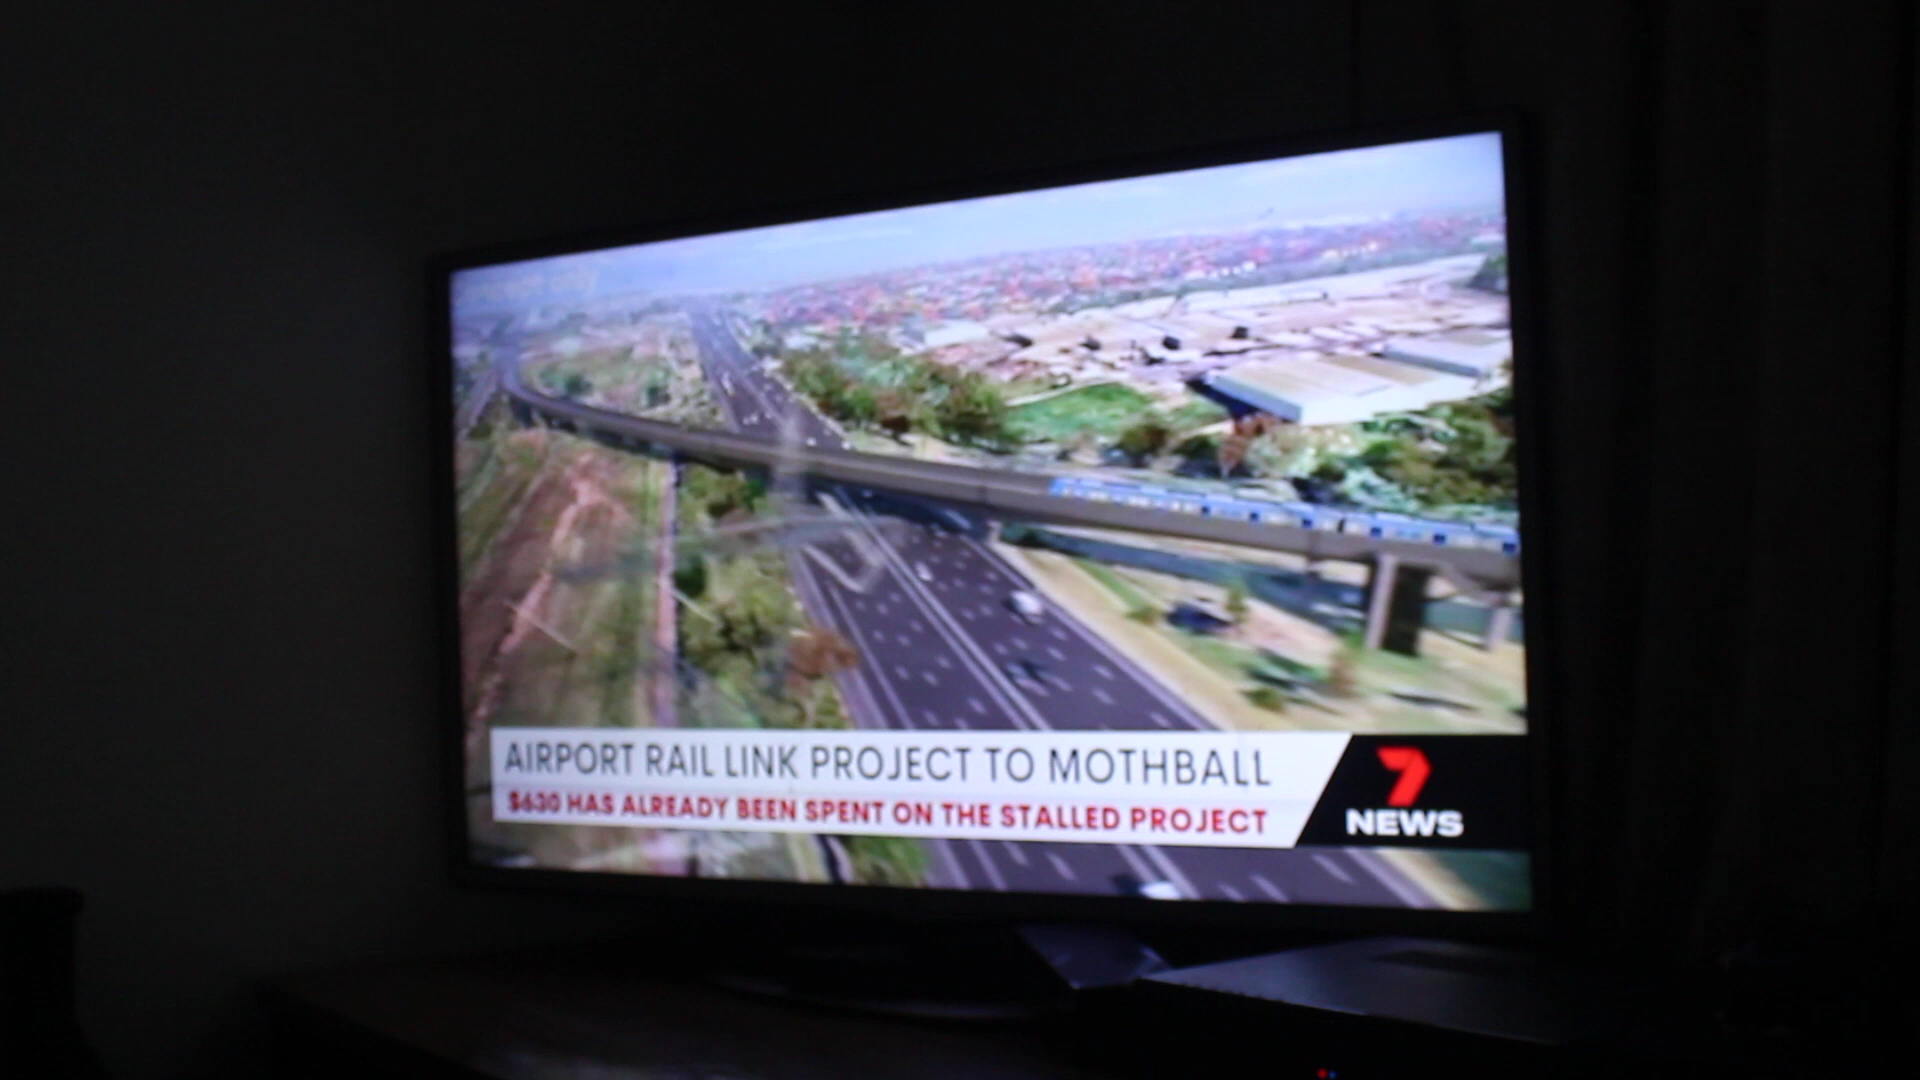 AIRPORT RAIL LINK PROJECT TO MOTHBALL
$630 HAS ALREADY BEEN SPENT ON THE STALLED PROJECT
7
NEWS